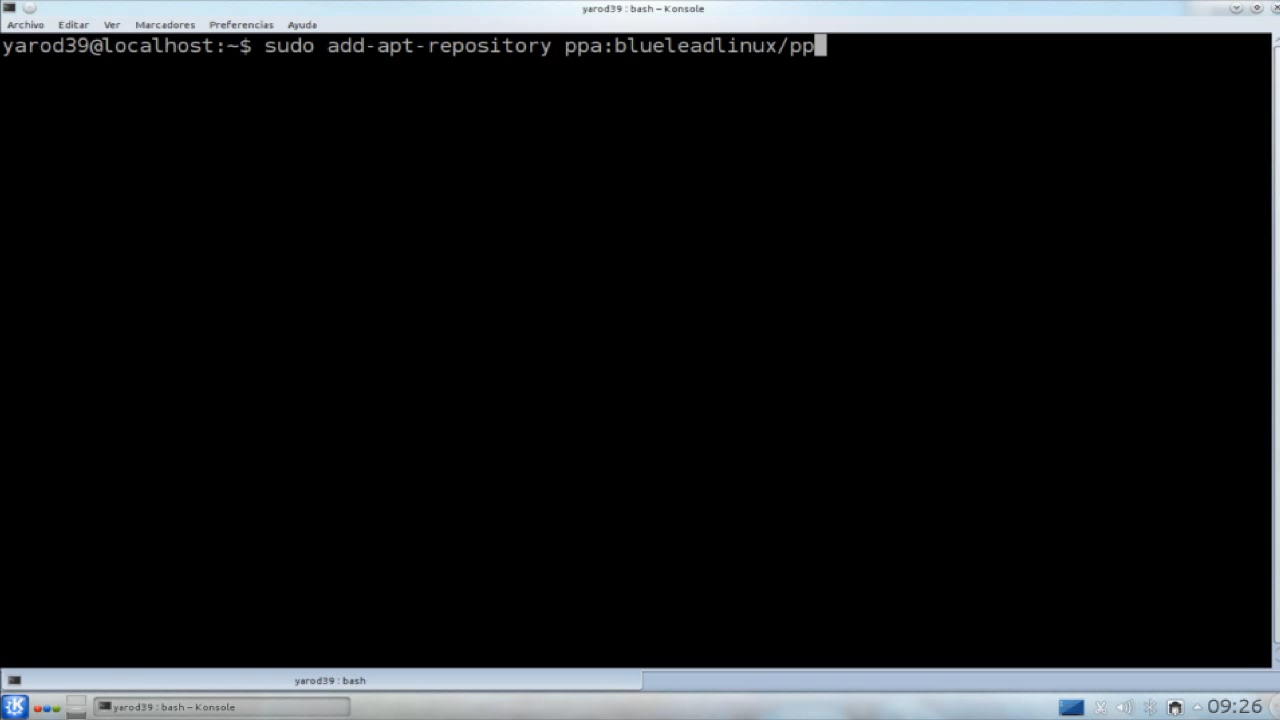 yarod39 : bash – Konsole
Archivo Editar Ver Marcadores Preferencias Ayuda
yarod39@localhost:~$ sudo add-apt-repository ppa:blueleadlinux/pp
yarod39 : bash
yarod39 : bash – Konsole
09:26